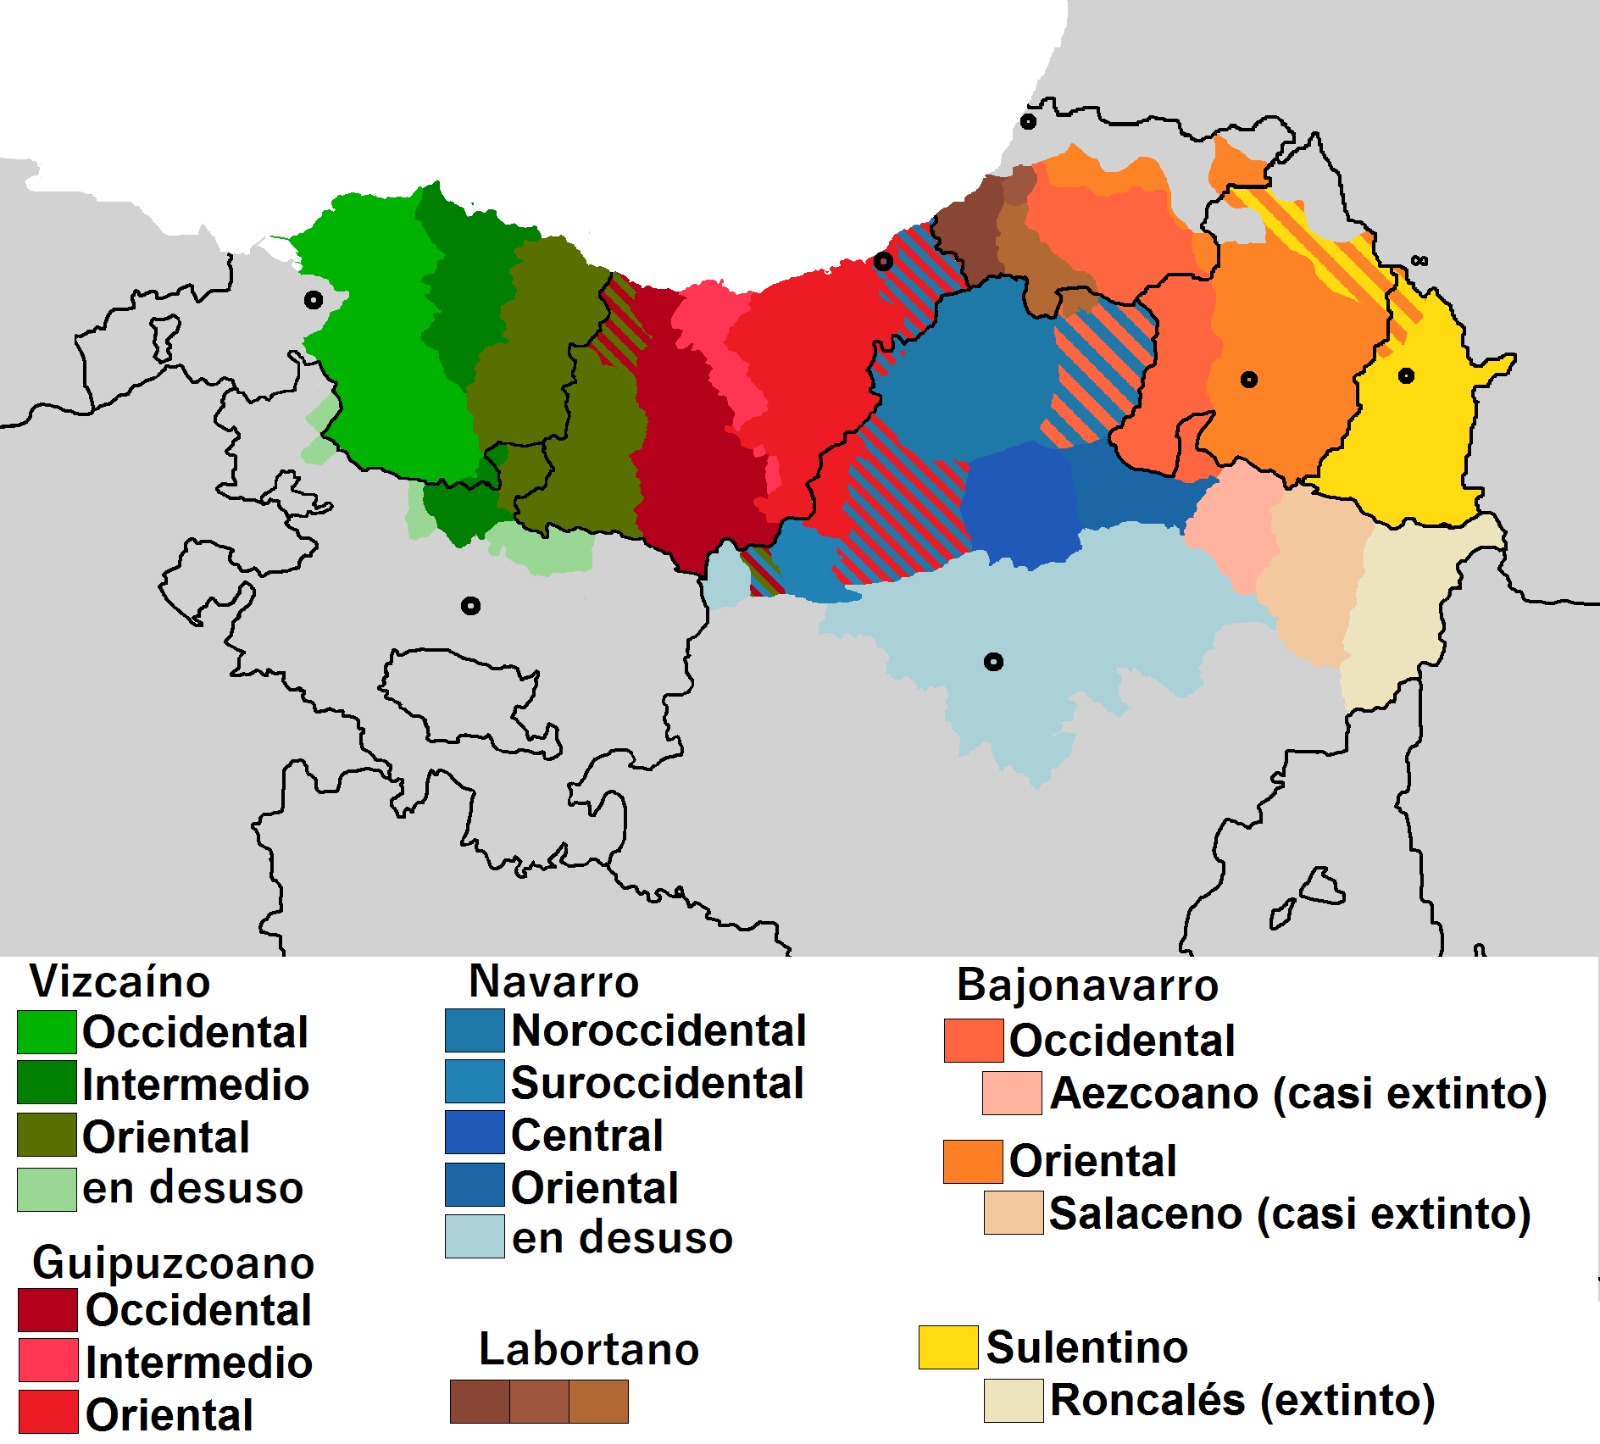 Vizcaíno
Occidental
Intermedio
Oriental
en desuso
Guipuzcoano
Occidental
Intermedio
Oriental
Navarro
Noroccidental
Suroccidental
Central
Oriental
en desuso
Labortano
Bajonavarro
Occidental
Aezcoano (casi extinto)
Oriental
Salaceno (casi extinto)
Sulentino
Roncalés (extinto)